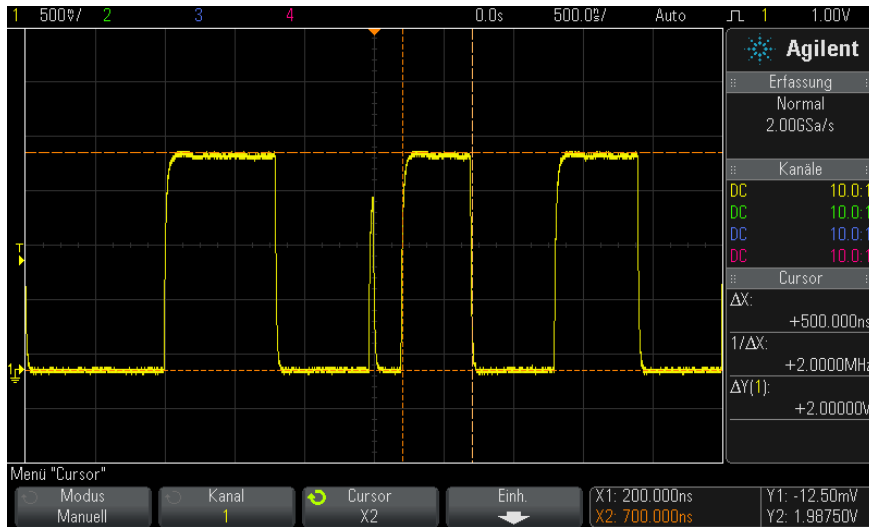 1 500▽/ 2 3 4 0.0s 500.0▽/ Auto 1 1.00V
Agilent
Erfassung
Normal
2.00GSa/s
Kanäle
DC 10.0:1
DC 10.0:1
DC 10.0:1
DC 10.0:1
Cursor
ΔX:
+500.000ns
1/ΔX:
+2.0000MHz
ΔY(1):
+2.00000V
T
1
Menü "Cursor"
Modus
Manuell
Kanal
1
Cursor
X2
Einh.
X1: 200.000ns
X2: 700.000ns
Y1: -12.50mV
Y2: 1.98750V